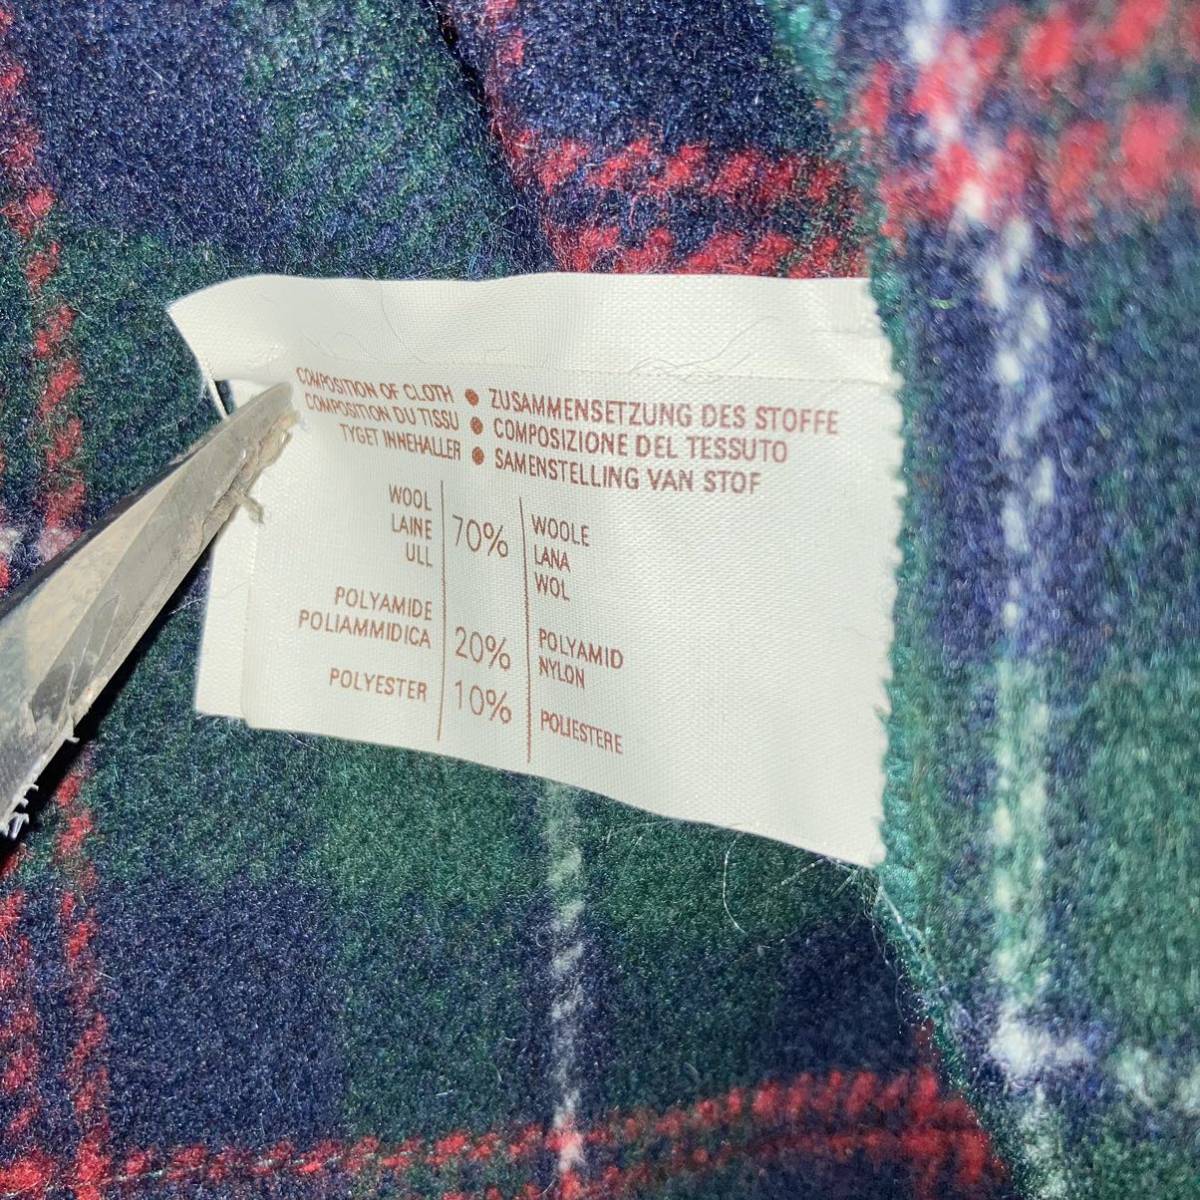 COMPOSITION OF CLOTH • ZUSAMMENSETZUNG DES STOFFE
COMPOSITION DU TISSU • COMPOSIZIONE DEL TESSUTO
TYGET INNEHALLER • SAMENSTELLING VAN STOF
WOOL
LAINE
ULL
70%
WOOLE
LANA
WOL
POLYAMIDE
POLIAMMIDICA
20%
POLYAMID
NYLON
POLYESTER
10%
POLIESTERE